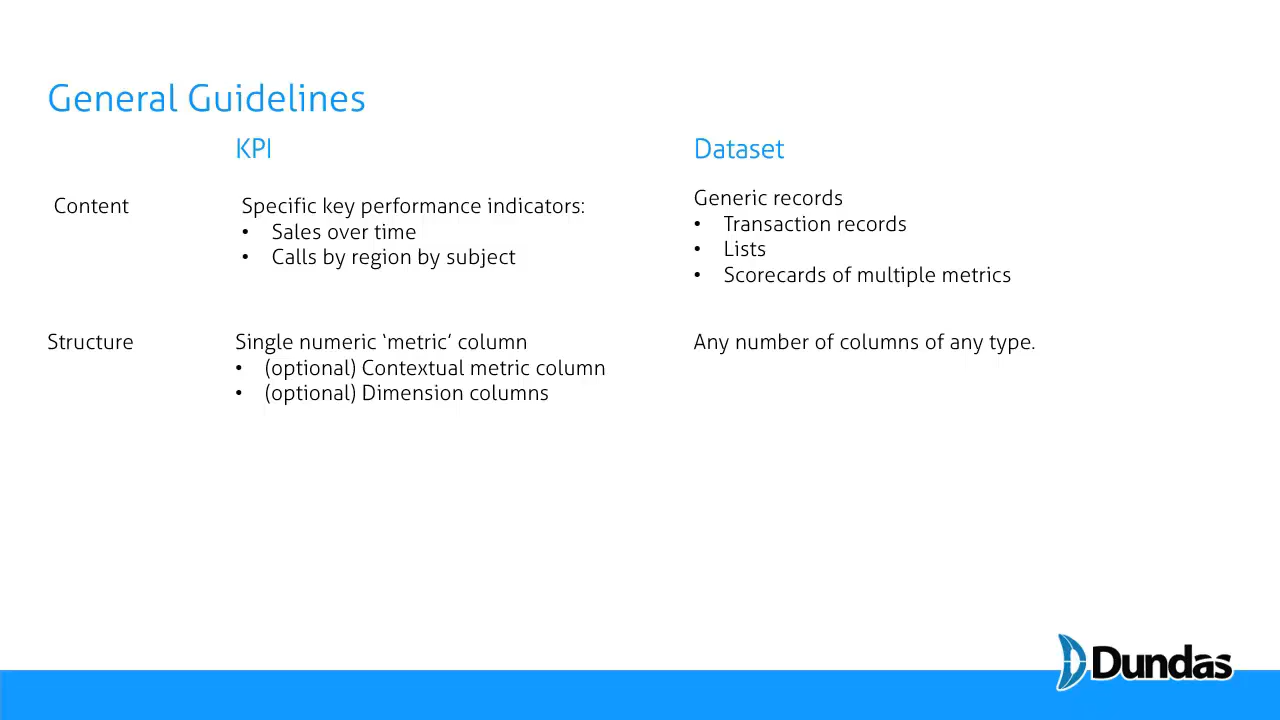 General Guidelines
KPI
Dataset
Content
Specific key performance indicators:
• Sales over time
• Calls by region by subject
Generic records
• Transaction records
• Lists
• Scorecards of multiple metrics
Structure
Single numeric ‘metric’ column
• (optional) Contextual metric column
• (optional) Dimension columns
Any number of columns of any type.
Dundas